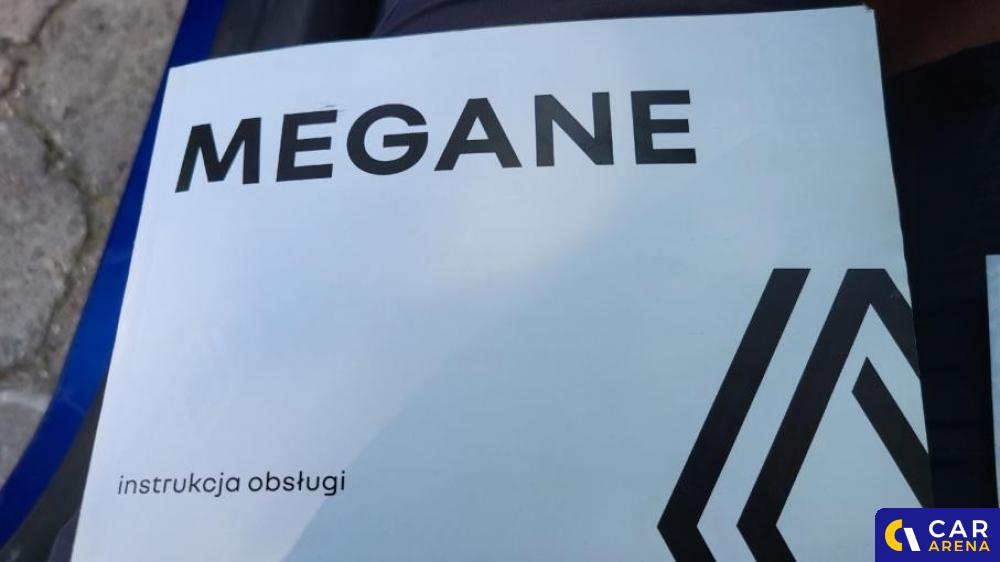 MEGANE
instrukcja obsługi
CAR
ARENA